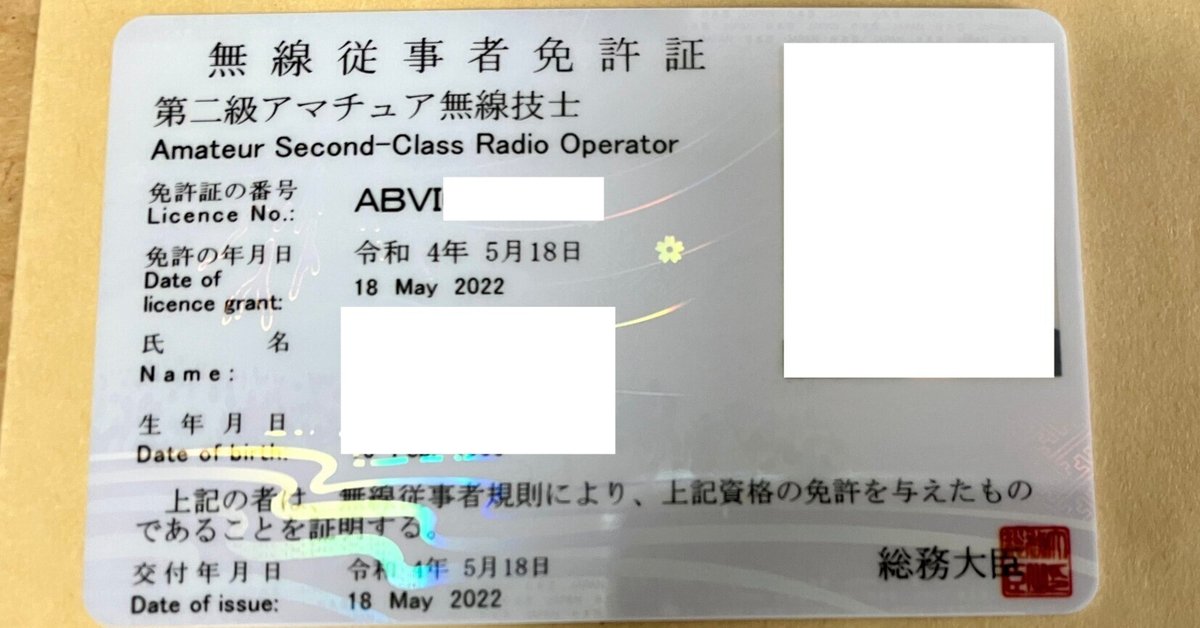 無線従事者免許証
第二級アマチュア無線技士
Amateur Second-Class Radio Operator
免許証の番号
Licence No.:
ABVI
免許の年月日
令和 4年 5月18日
Date of
licence grant:
18 May 2022
氏名
Name:
生年月日
Date of birth:
上記の者は、無線従事者規則により、上記資格の免許を与えたもの
であることを証明する。
交付年月日
令和 4年 5月18日
Date of issue:
18 May 2022
総務大臣